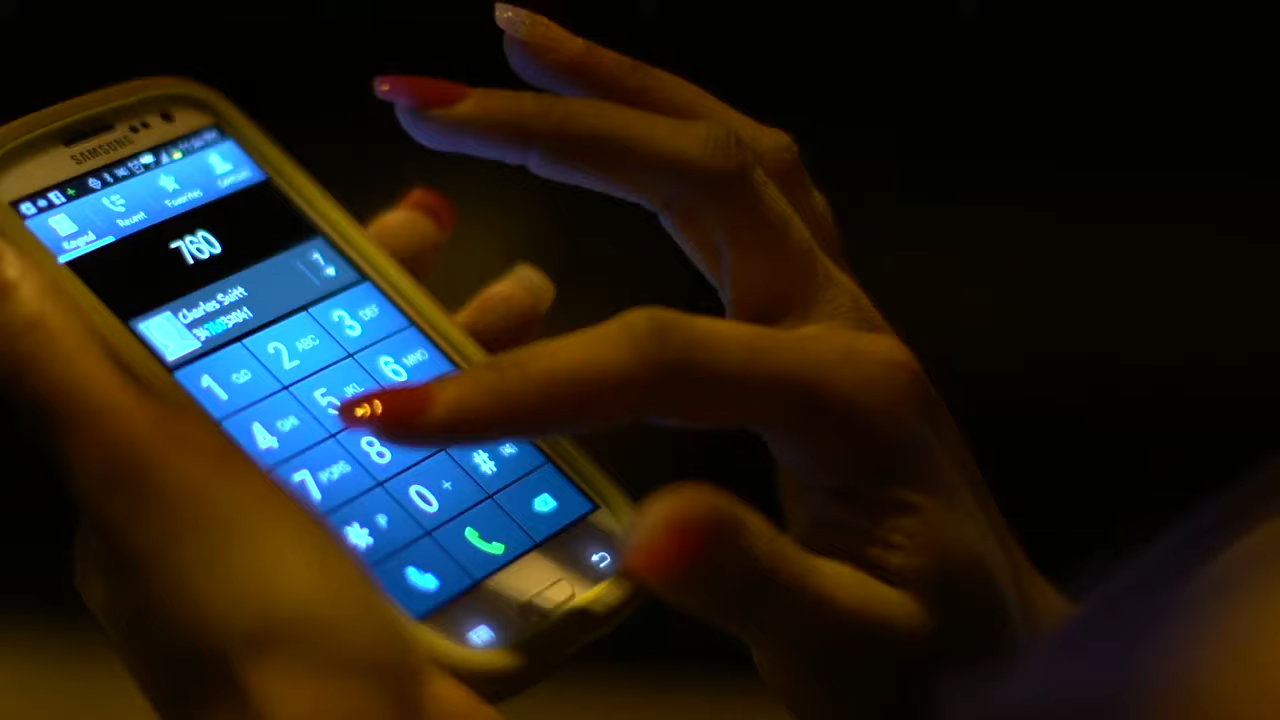 SAMSUNG
Keypad Recent Favorites Contacts
760
Charles Suitt
1 2 ABC 3 DEF
4 GHI 5 JKL 6 MNO
7 PQRS 8
* P 0 + #